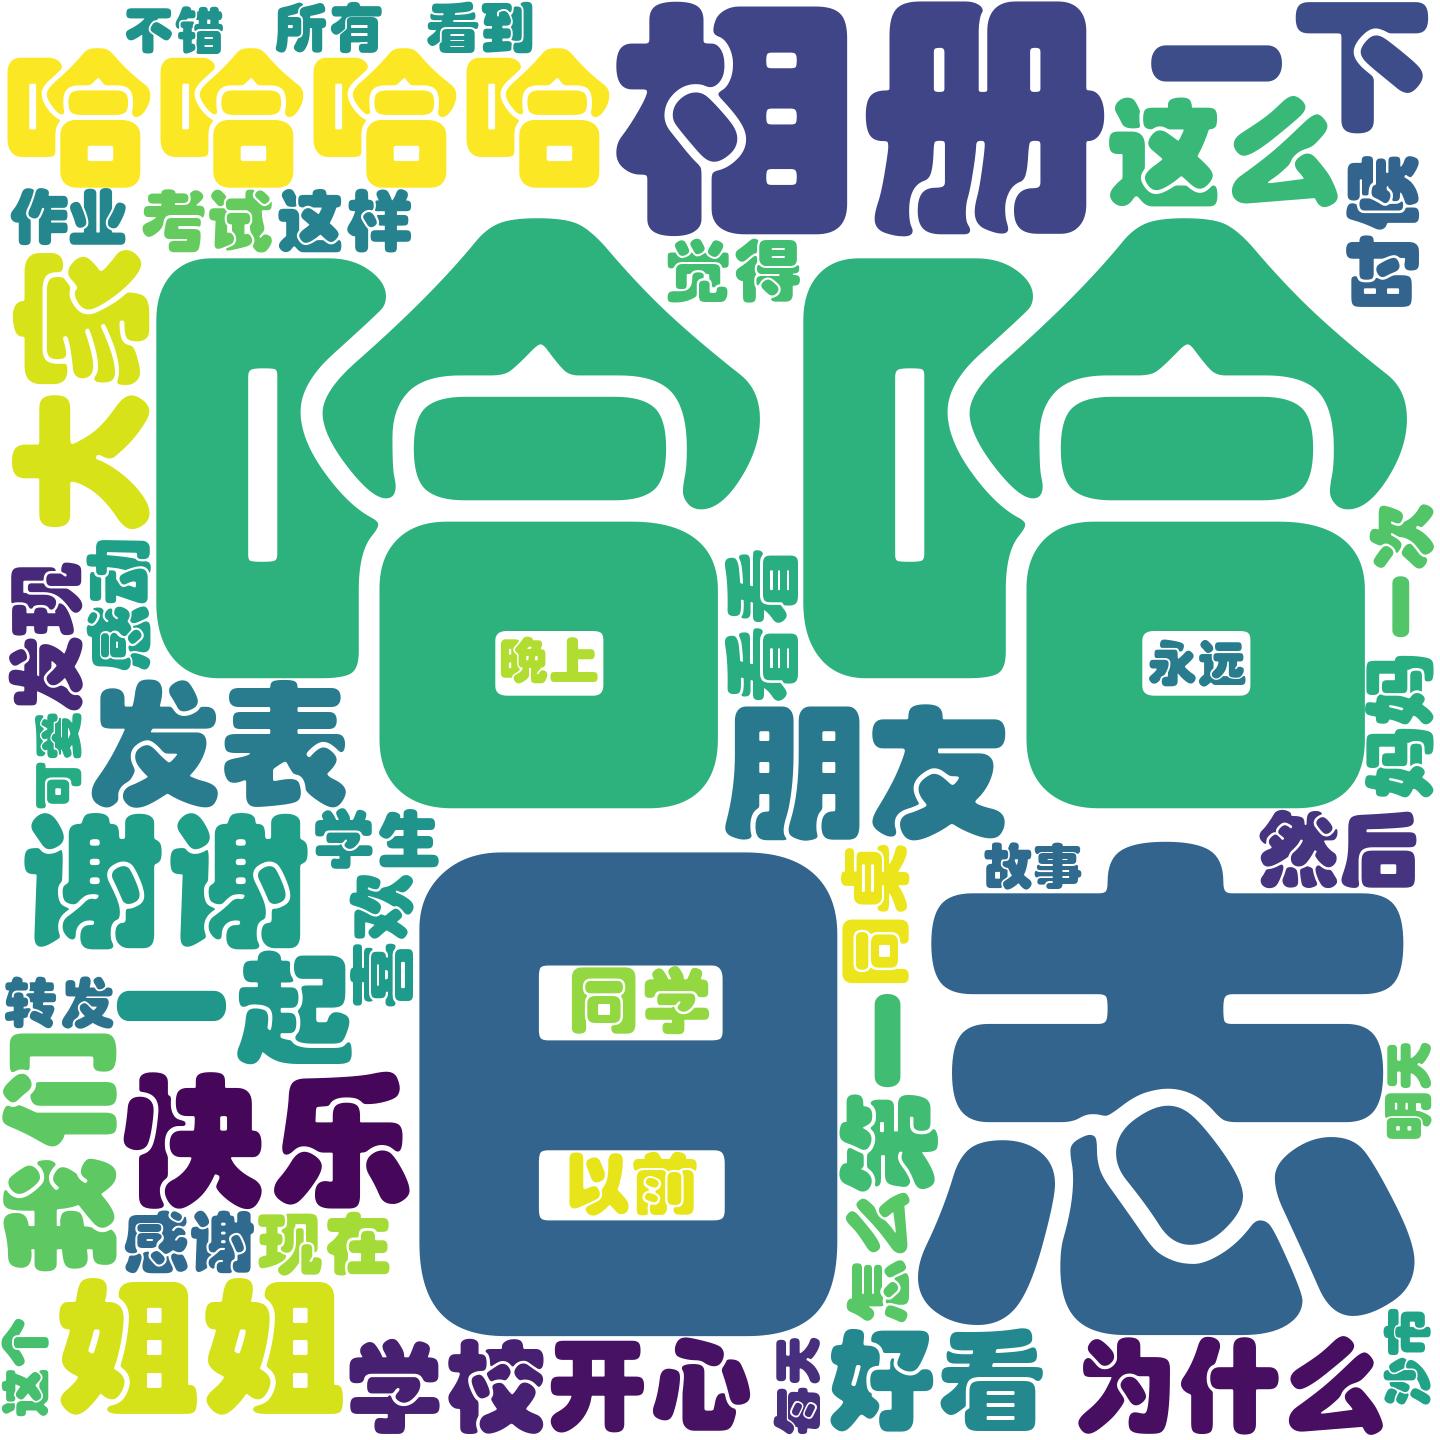 不错
所有
看到
哈哈哈哈
相册
一下
这么
时候
作业
考试
这样
觉得
哈哈
大家
晚上
永远
看看
一次
妈妈
发现
感动
可爱
发表
朋友
谢谢
学生
喜欢
故事
然后
日志
同学
以前
同桌
转发
一起
我们
快乐
第一
怎么
明天
感谢
现在
这个
姐姐
学校
开心
每天
好看
为什么
沙市